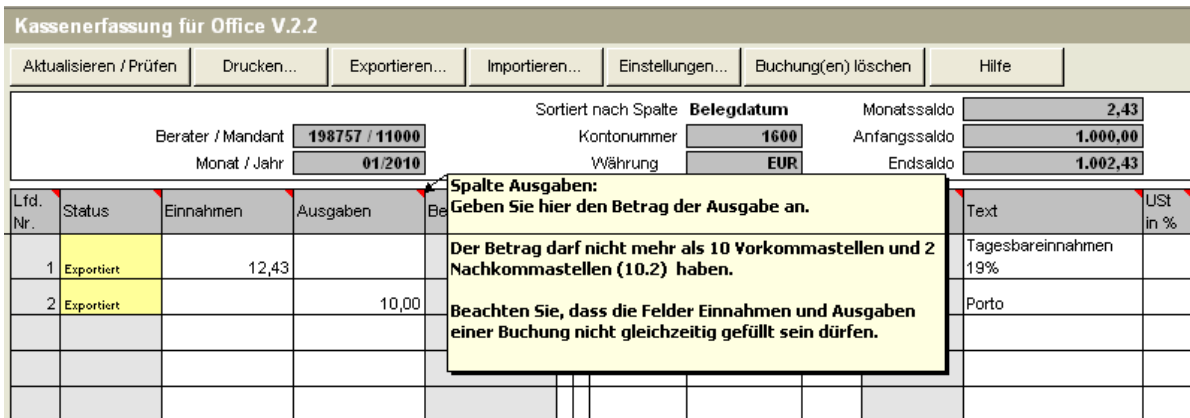 Kassenerfassung für Office V.2.2
Aktualisieren / Prüfen Drucken... Exportieren... Importieren... Einstellungen... Buchung(en) löschen Hilfe
Sortiert nach Spalte Belegdatum Monatssaldo 2,43
Berater / Mandant 198757 / 11000 Kontonummer 1600 Anfangssaldo 1.000,00
Monat / Jahr 01/2010 Währung EUR Endsaldo 1.002,43
Lfd. Nr. Status Einnahmen Ausgaben Be Text USt in %
Spalte Ausgaben:
Geben Sie hier den Betrag der Ausgabe an.
Der Betrag darf nicht mehr als 10 Vorkommastellen und 2
Nachkommastellen (10.2) haben.
Beachten Sie, dass die Felder Einnahmen und Ausgaben
einer Buchung nicht gleichzeitig gefüllt sein dürfen.
1 Exportiert 12,43 Tagesbareinnahmen 19%
2 Exportiert 10,00 Porto